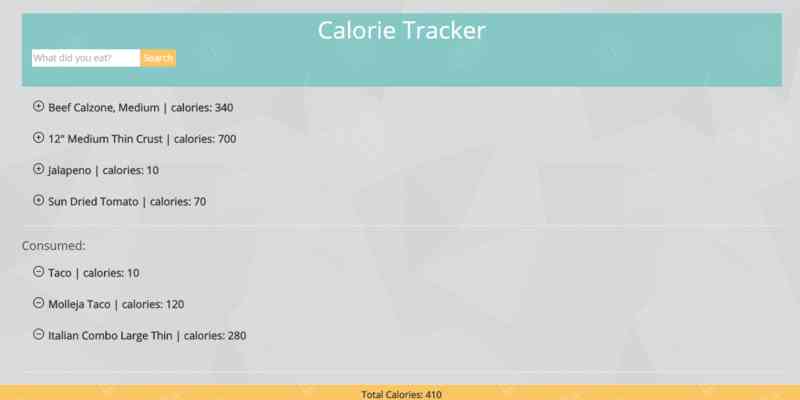 Calorie Tracker
What did you eat? Search
Beef Calzone, Medium | calories: 340
12" Medium Thin Crust | calories: 700
Jalapeno | calories: 10
Sun Dried Tomato | calories: 70
Consumed:
Taco | calories: 10
Molleja Taco | calories: 120
Italian Combo Large Thin | calories: 280
Total Calories: 410